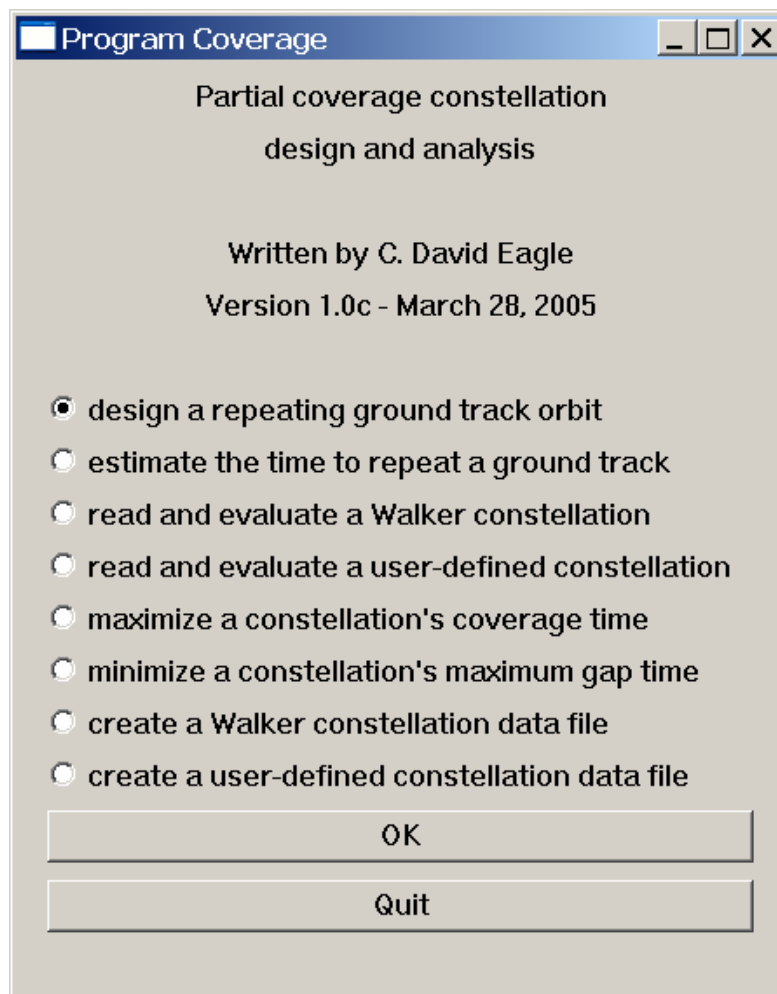 Program Coverage
Partial coverage constellation
design and analysis
Written by C. David Eagle
Version 1.0c - March 28, 2005
design a repeating ground track orbit
estimate the time to repeat a ground track
read and evaluate a Walker constellation
read and evaluate a user-defined constellation
maximize a constellation's coverage time
minimize a constellation's maximum gap time
create a Walker constellation data file
create a user-defined constellation data file
OK
Quit